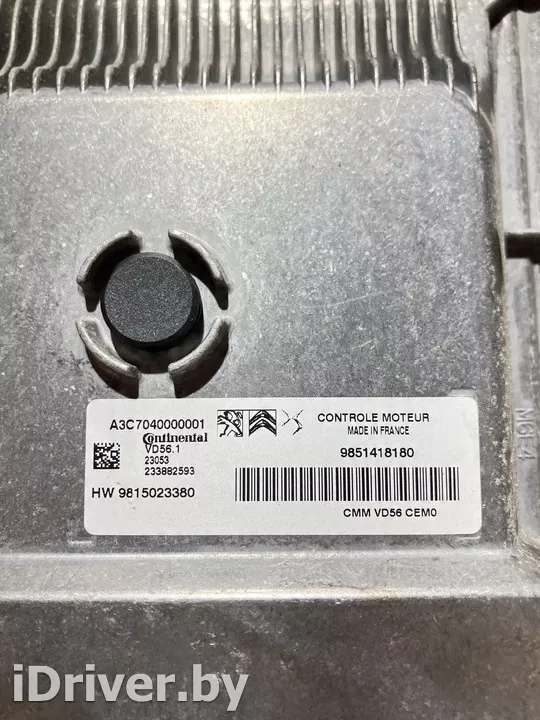 A3C7040000001
Continental
VD56.1
23053
233882593
HW 9815023380
CONTROLE MOTEUR
MADE IN FRANCE
9851418180
CMM VD56 CEM0
iDriver.by